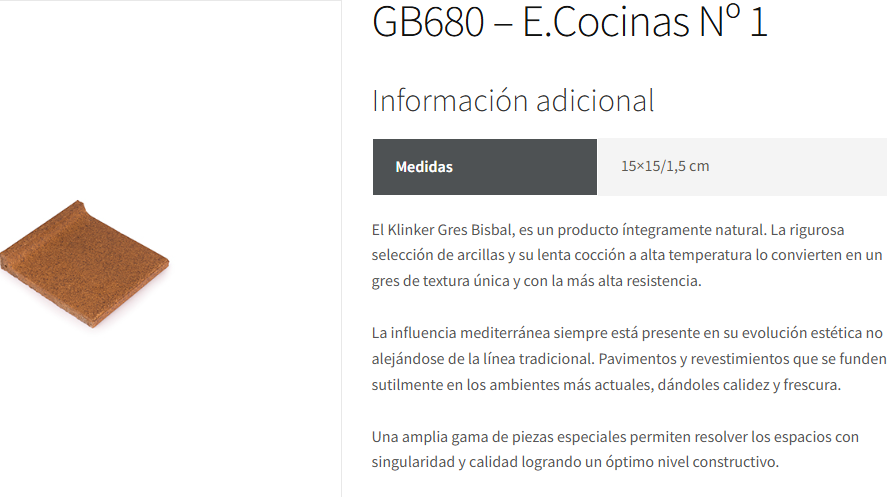 GB680 – E.Cocinas Nº 1
Información adicional
Medidas 15×15/1,5 cm
El Klinker Gres Bisbal, es un producto íntegramente natural. La rigurosa
selección de arcillas y su lenta cocción a alta temperatura lo convierten en un
gres de textura única y con la más alta resistencia.
La influencia mediterránea siempre está presente en su evolución estética no
alejándose de la línea tradicional. Pavimentos y revestimientos que se funden
sutilmente en los ambientes más actuales, dándoles calidez y frescura.
Una amplia gama de piezas especiales permiten resolver los espacios con
singularidad y calidad logrando un óptimo nivel constructivo.